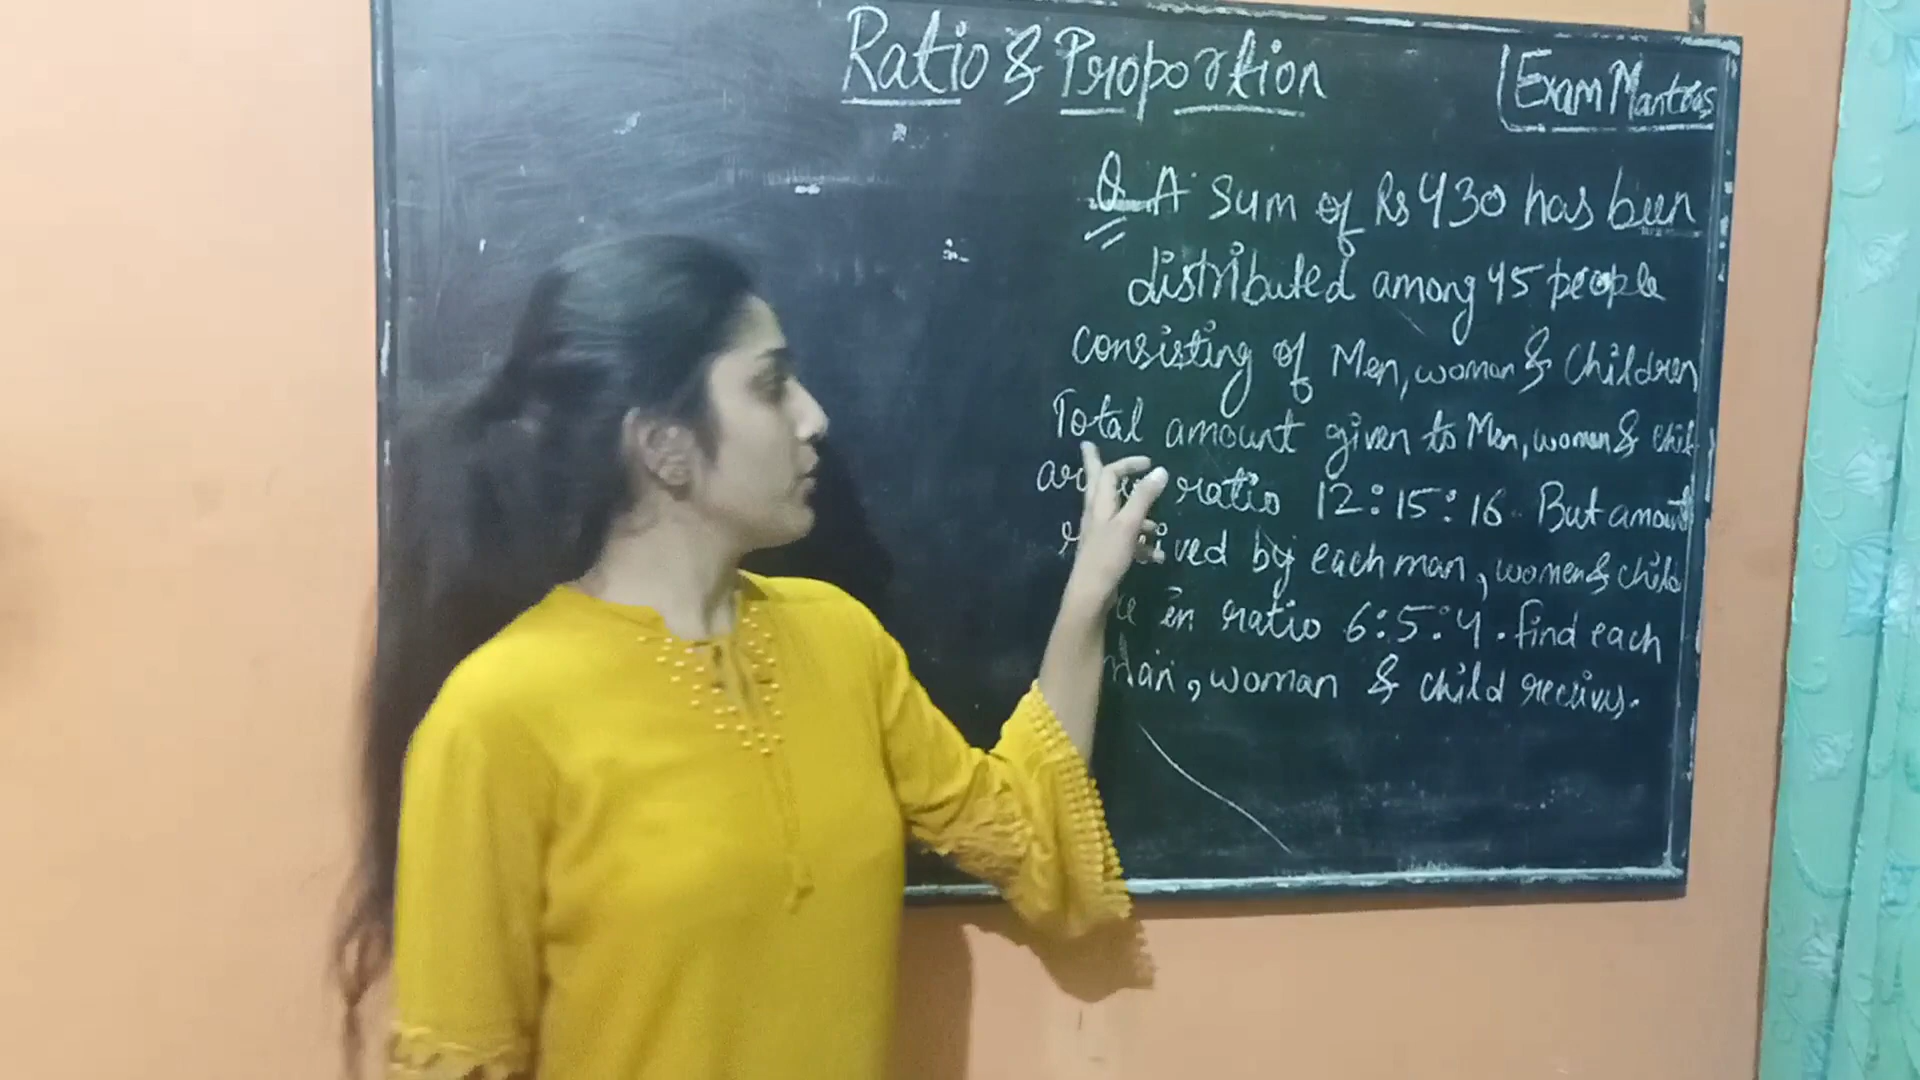 Ratio & Proportion
Exam Mantras
Q A Sum of Rs 430 has been
distributed among 45 people
consisting of Men, woman & Children
Total amount given to Men, women & chil
ratio 12:15:16. But amount
by each man, women & child
in ratio 6:5:4. find each
man, woman & child receives.